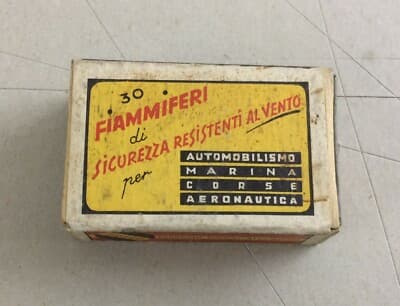 30
FIAMMIFERI
di
SICUREZZA RESISTENTI AL VENTO
per
AUTOMOBILISMO
MARINA
CORSE
AERONAUTICA